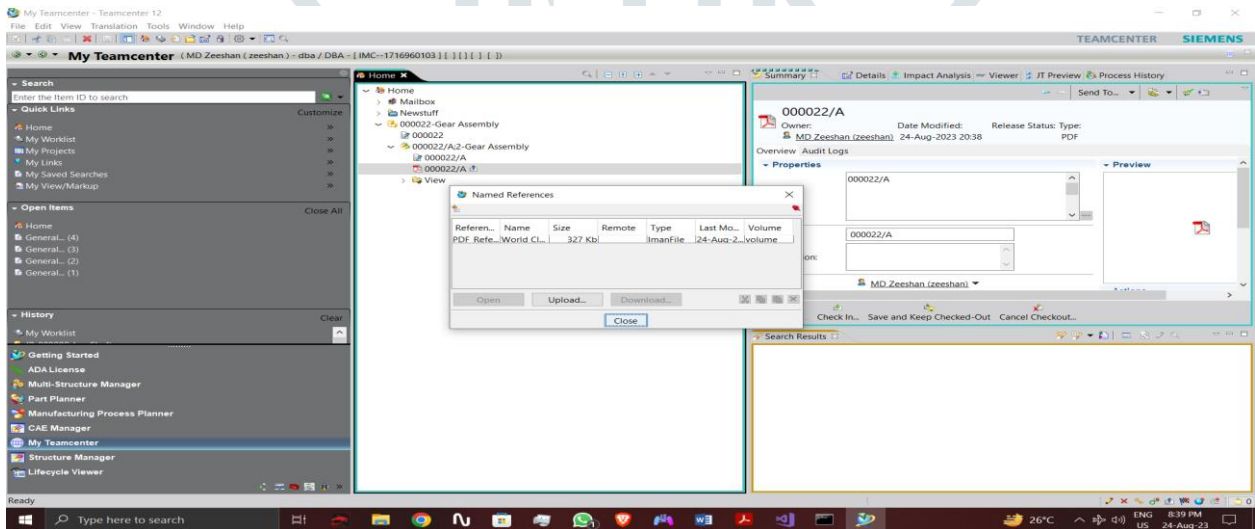 My Teamcenter - Teamcenter 12
File Edit View Translation Tools Window Help
TEAMCENTER SIEMENS
My Teamcenter ( MD Zeeshan ( zeeshan ) - dba / DBA - [ IMC--1716960103 ] [ ] [ ] [ ] [ ])
Search
Enter the Item ID to search
Quick Links Customize
Home
My Worklist
My Projects
My Links
My Saved Searches
My View/Markup
Open Items Close All
Home
General... (4)
General... (3)
General... (2)
General... (1)
History Clear
My Worklist
Getting Started
ADA License
Multi-Structure Manager
Part Planner
Manufacturing Process Planner
CAE Manager
My Teamcenter
Structure Manager
Lifecycle Viewer
Home
Home
Mailbox
Newstuff
000022-Gear Assembly
000022
000022/A;2-Gear Assembly
000022/A
000022/A
View
Named References
Referen... Name Size Remote Type Last Mo... Volume
PDF_Refe... World Cl... 327 Kb ImanFile 24-Aug-2... volume
Open Upload... Download...
Close
Summary Details Impact Analysis Viewer JT Preview Process History
Send To...
000022/A
Owner: Date Modified: Release Status: Type:
MD Zeeshan (zeeshan) 24-Aug-2023 20:38 PDF
Overview Audit Logs
Properties Preview
000022/A
000022/A
on:
MD Zeeshan (zeeshan)
Check In... Save and Keep Checked-Out Cancel Checkout...
Search Results
Ready
0
Type here to search
26°C ENG 8:39 PM
US 24-Aug-23